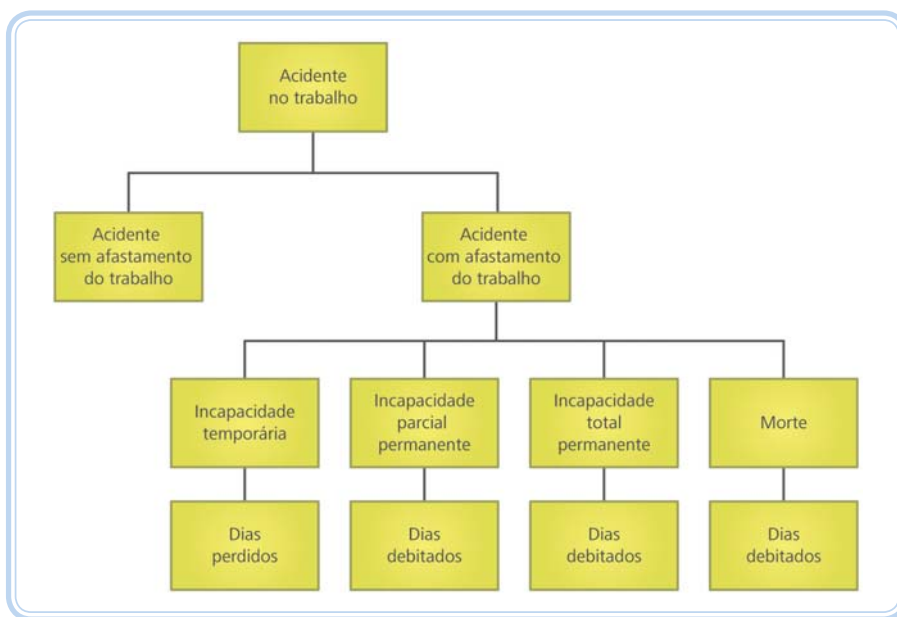 Acidente
no trabalho
Acidente
sem afastamento
do trabalho
Acidente
com afastamento
do trabalho
Incapacidade
temporária
Incapacidade
parcial
permanente
Incapacidade
total
permanente
Morte
Dias
perdidos
Dias
debitados
Dias
debitados
Dias
debitados